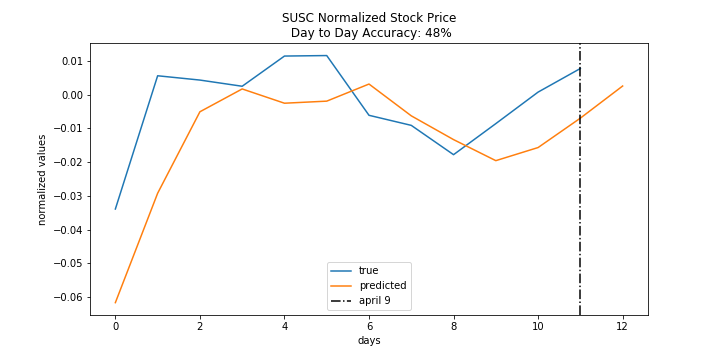 SUSC Normalized Stock Price
Day to Day Accuracy: 48%
normalized values
0.01
0.00
−0.01
−0.02
−0.03
−0.04
−0.05
−0.06
true
predicted
april 9
0 2 4 6 8 10 12
days